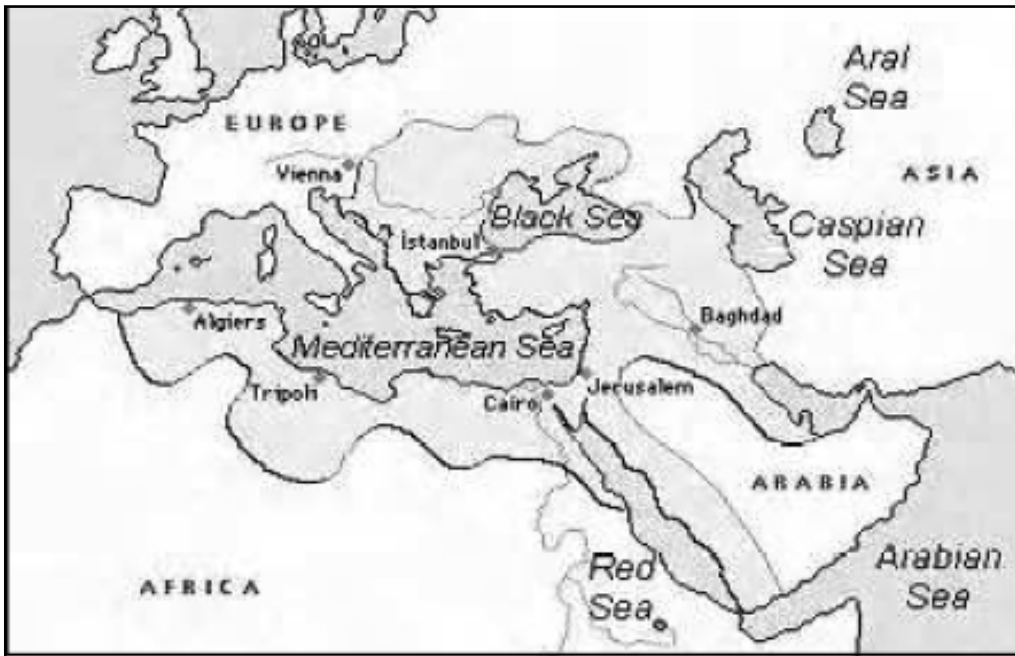 Aral
Sea
EUROPE
ASIA
Vienna
Black Sea
Caspian
Sea
İstanbul
Algiers
Baghdad
Mediterranean Sea
Tripoli
Cairo
Jerusalem
ARABIA
Red
Sea
Arabian
Sea
AFRICA